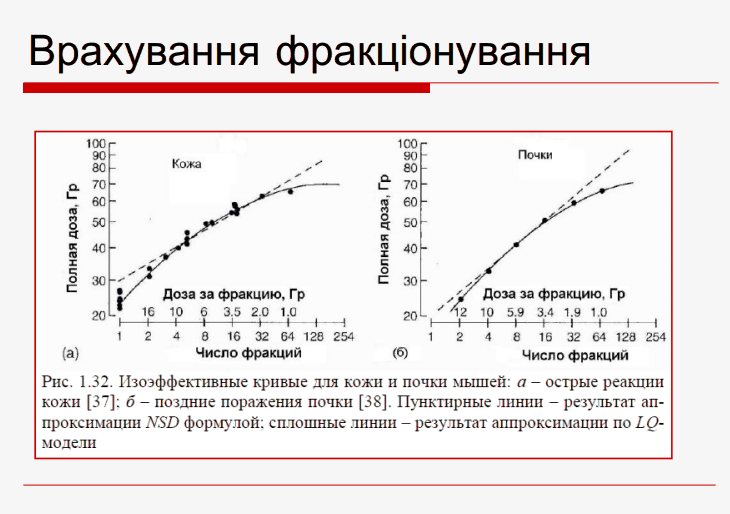 Врахування фракціонування
100
90
80
70
60
50
40
30
20
Полная доза, Гр
Кожа
Доза за фракцию, Гр
16 10 6 3.5 2.0 1.0
1 2 4 8 16 32 64 128 254
(а) Число фракций
100
90
80
70
60
50
40
30
20
Полная доза, Гр
Почки
Доза за фракцию, Гр
12 10 5.9 3.4 1.9 1.0
1 2 4 8 16 32 64 128 254
(б) Число фракций
Рис. 1.32. Изоэффективные кривые для кожи и почки мышей: а – острые реакции
кожи [37]; б – поздние поражения почки [38]. Пунктирные линии – результат ап-
проксимации NSD формулой; сплошные линии – результат аппроксимации по LQ-
модели